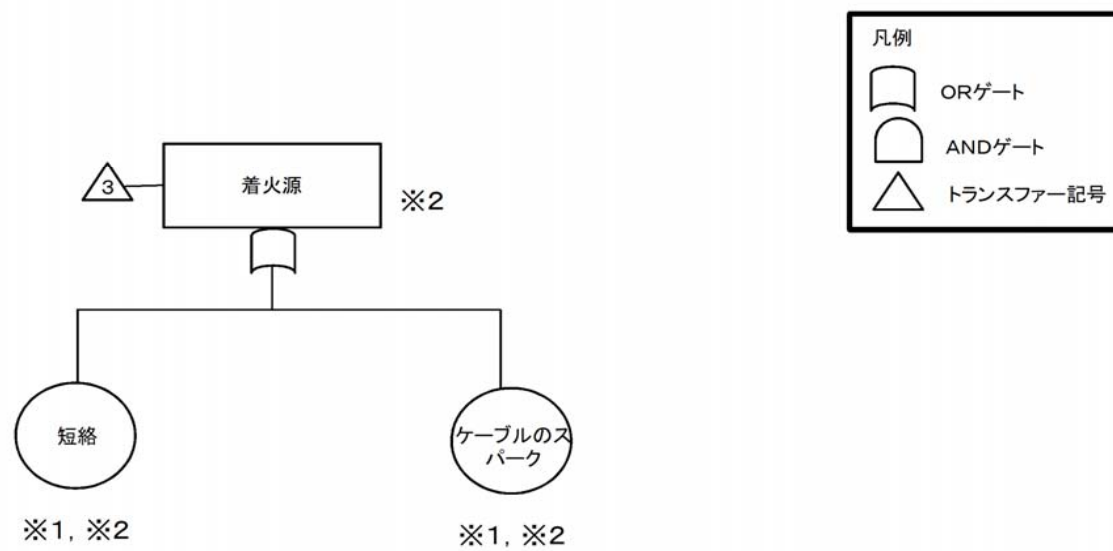 凡例
ORゲート
ANDゲート
トランスファー記号
3
着火源
※2
短絡
ケーブルのス
パーク
※1, ※2
※1, ※2